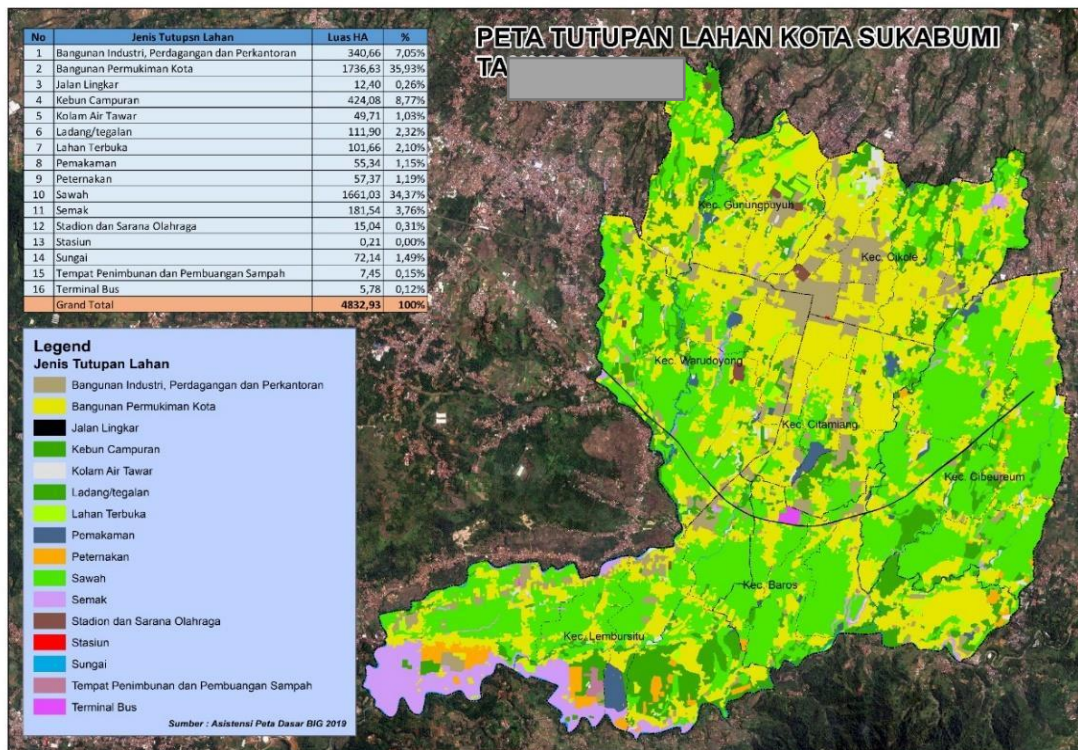 PETA TUTUPAN LAHAN KOTA SUKABUMI
TA
No Jenis Tutupsn Lahan Luas HA %
1 Bangunan Industri, Perdagangan dan Perkantoran 340,66 7,05%
2 Bangunan Permukiman Kota 1736,63 35,93%
3 Jalan Lingkar 12,40 0,26%
4 Kebun Campuran 424,08 8,77%
5 Kolam Air Tawar 49,71 1,03%
6 Ladang/tegalan 111,90 2,32%
7 Lahan Terbuka 101,66 2,10%
8 Pemakaman 55,34 1,15%
9 Peternakan 57,37 1,19%
10 Sawah 1661,03 34,37%
11 Semak 181,54 3,76%
12 Stadion dan Sarana Olahraga 15,04 0,31%
13 Stasiun 0,21 0,00%
14 Sungai 72,14 1,49%
15 Tempat Penimbunan dan Pembuangan Sampah 7,45 0,15%
16 Terminal Bus 5,78 0,12%
Grand Total 4832,93 100%
Legend
Jenis Tutupan Lahan
Bangunan Industri, Perdagangan dan Perkantoran
Bangunan Permukiman Kota
Jalan Lingkar
Kebun Campuran
Kolam Air Tawar
Ladang/tegalan
Lahan Terbuka
Pemakaman
Peternakan
Sawah
Semak
Stadion dan Sarana Olahraga
Stasiun
Sungai
Tempat Penimbunan dan Pembuangan Sampah
Terminal Bus
Sumber : Asistensi Peta Dasar BIG 2019
Kec. Gunungpuyuh
Kec. Cikole
Kec. Warudoyong
Kec. Citamiang
Kec. Cibeureum
Kec. Baros
Kec. Lembursitu